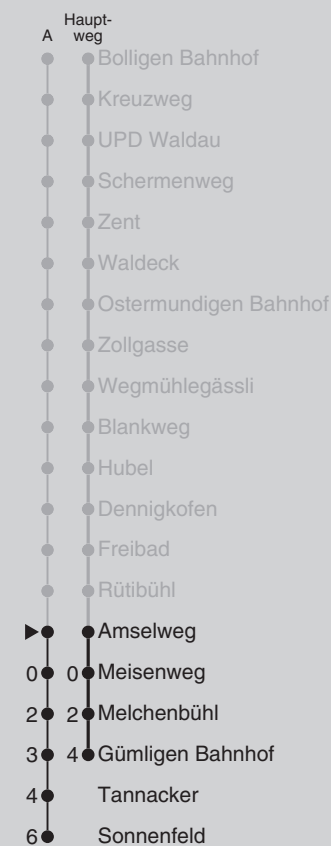 Haupt-
A weg
Bolligen Bahnhof
Kreuzweg
UPD Waldau
Schermenweg
Zent
Waldeck
Ostermundigen Bahnhof
Zollgasse
Wegmühlegässli
Blankweg
Hubel
Dennigkofen
Freibad
Rütibühl
Amselweg
0 0 Meisenweg
2 2 Melchenbühl
3 4 Gümligen Bahnhof
4 Tannacker
6 Sonnenfeld